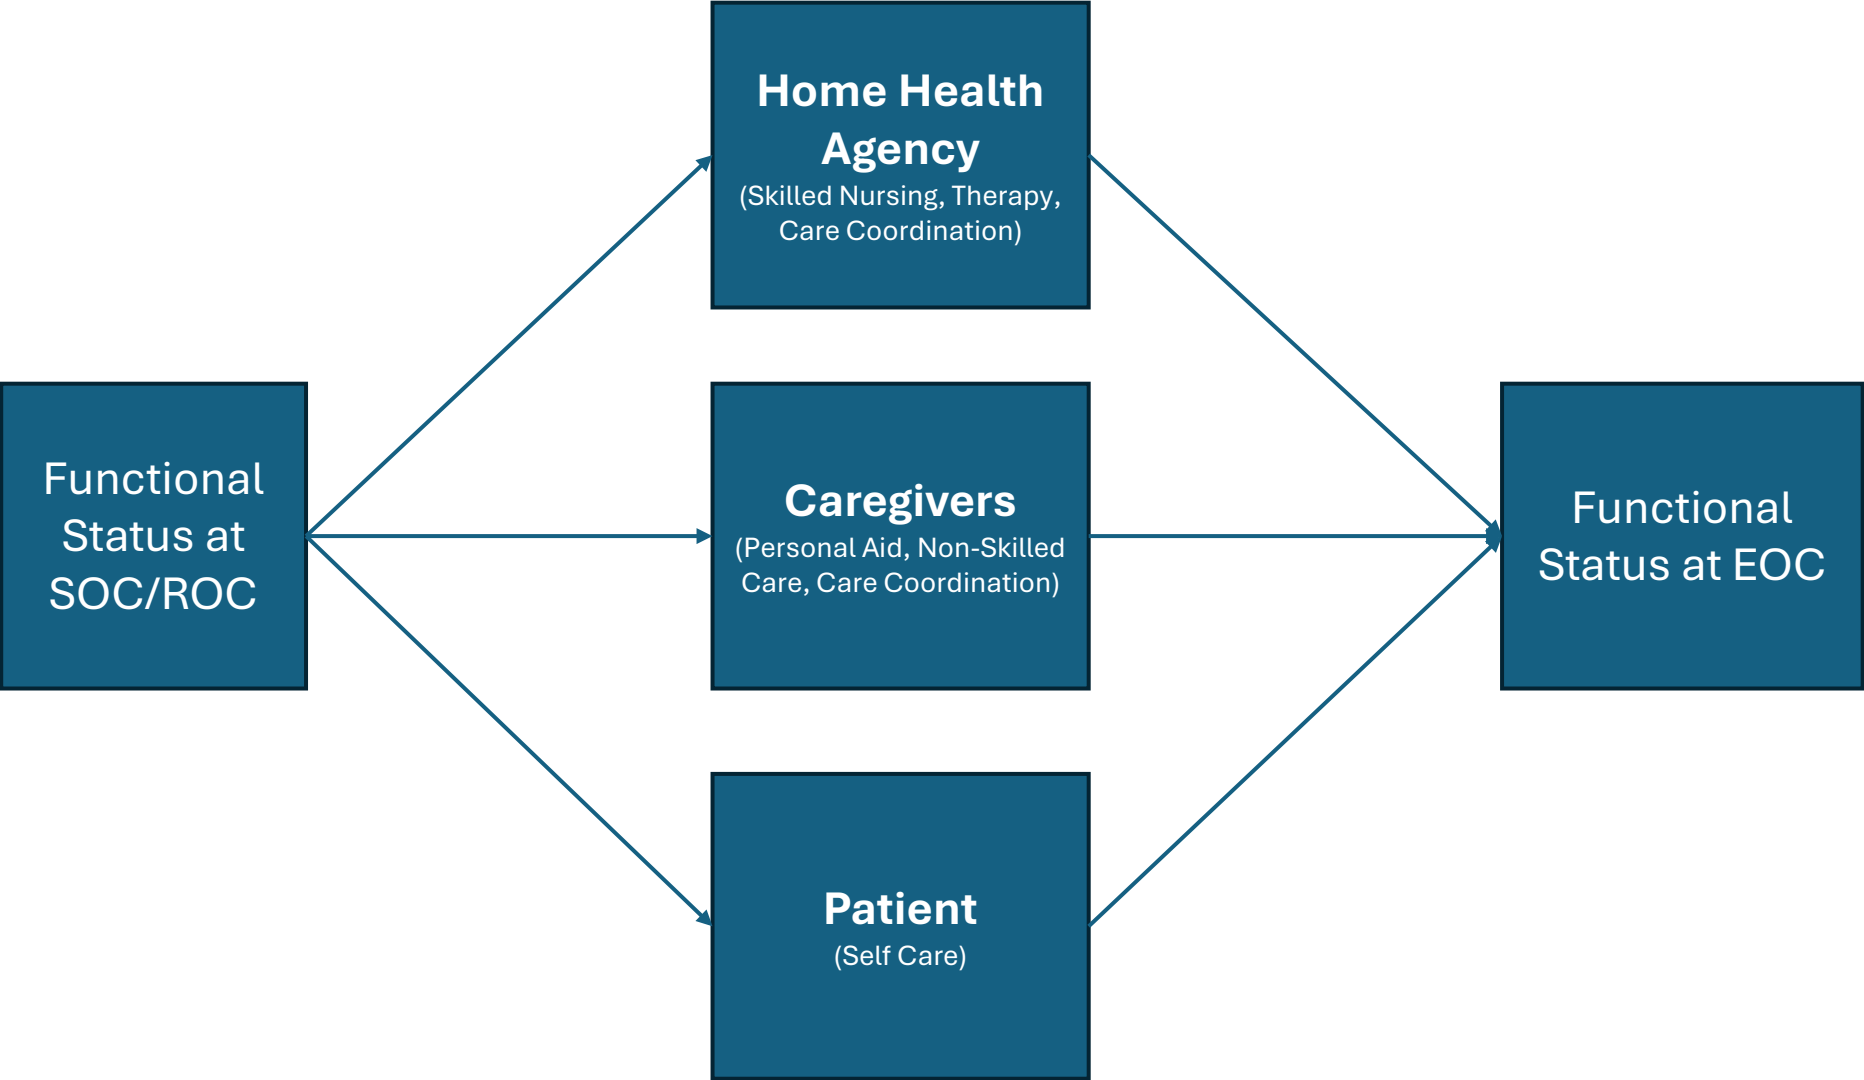 Functional
Status at
SOC/ROC
Home Health
Agency
(Skilled Nursing, Therapy,
Care Coordination)
Caregivers
(Personal Aid, Non-Skilled
Care, Care Coordination)
Patient
(Self Care)
Functional
Status at EOC